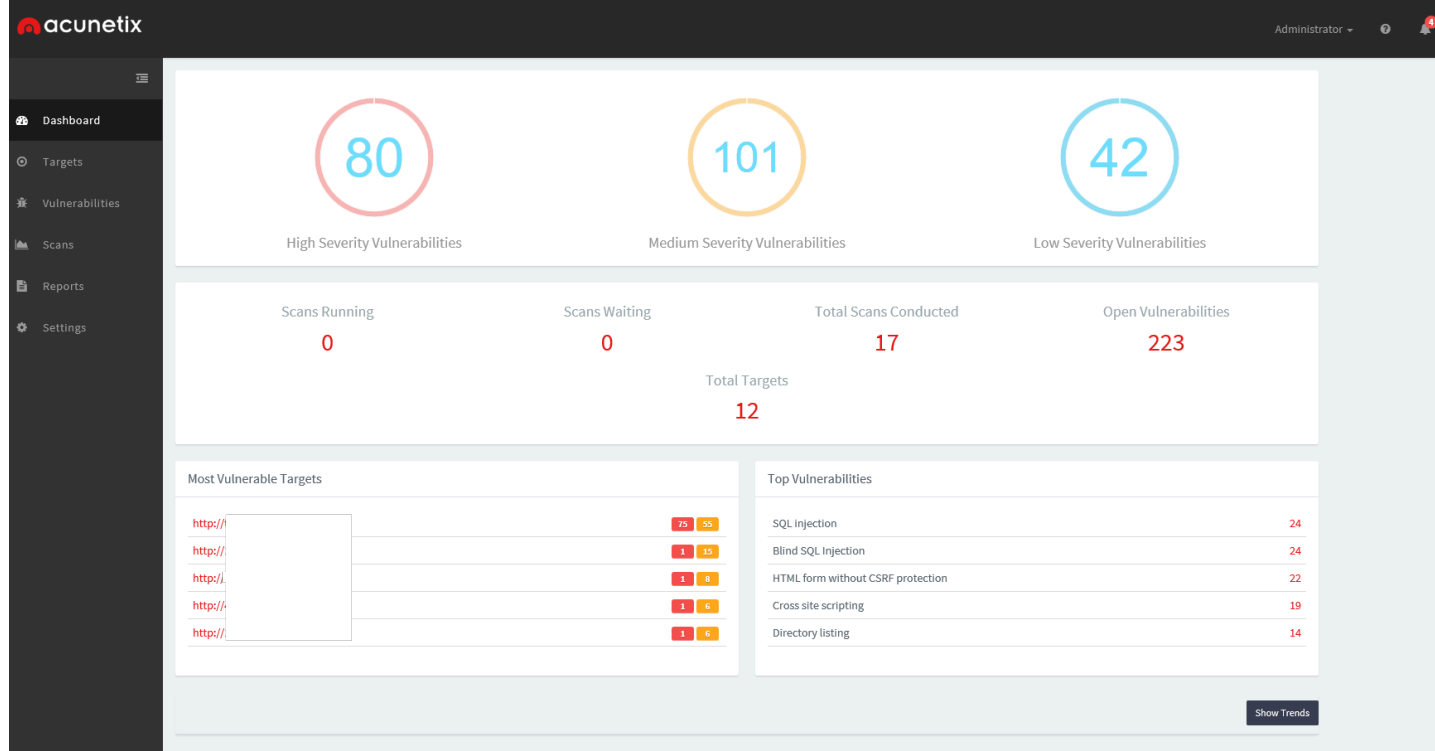 acunetix
Administrator
4
Dashboard
Targets
Vulnerabilities
Scans
Reports
Settings
80
High Severity Vulnerabilities
101
Medium Severity Vulnerabilities
42
Low Severity Vulnerabilities
Scans Running
0
Scans Waiting
0
Total Scans Conducted
17
Open Vulnerabilities
223
Total Targets
12
Most Vulnerable Targets
http:// 75 55
http:// 1 15
http:// 1 8
http:// 1 6
http:// 1 6
Top Vulnerabilities
SQL injection 24
Blind SQL Injection 24
HTML form without CSRF protection 22
Cross site scripting 19
Directory listing 14
Show Trends